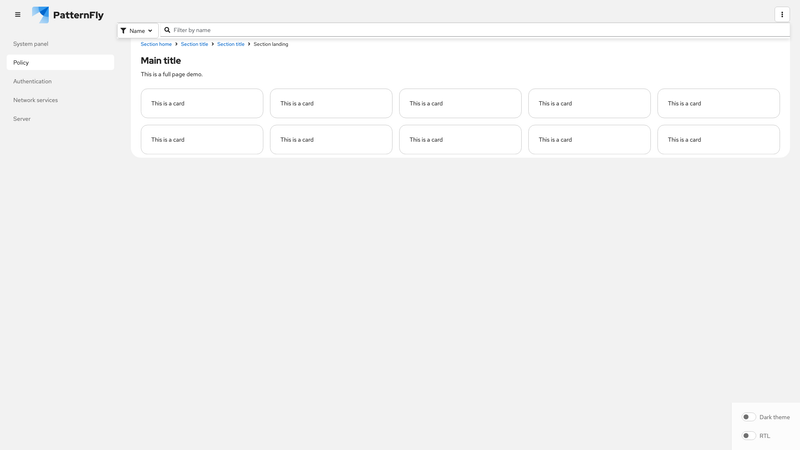 PatternFly
Name
Filter by name
System panel
Policy
Authentication
Network services
Server
Section home Section title Section title Section landing
Main title
This is a full page demo.
This is a card This is a card This is a card This is a card This is a card
This is a card This is a card This is a card This is a card This is a card
Dark theme
RTL